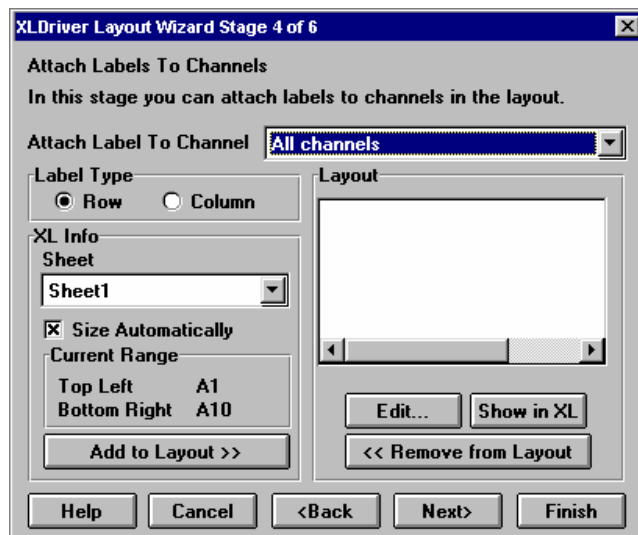 XLDriver Layout Wizard Stage 4 of 6
Attach Labels To Channels
In this stage you can attach labels to channels in the layout.
Attach Label To Channel All channels
Label Type
Row Column
XL Info
Sheet
Sheet1
Size Automatically
Current Range
Top Left A1
Bottom Right A10
Add to Layout >>
Layout
Edit... Show in XL
<< Remove from Layout
Help Cancel <Back Next> Finish